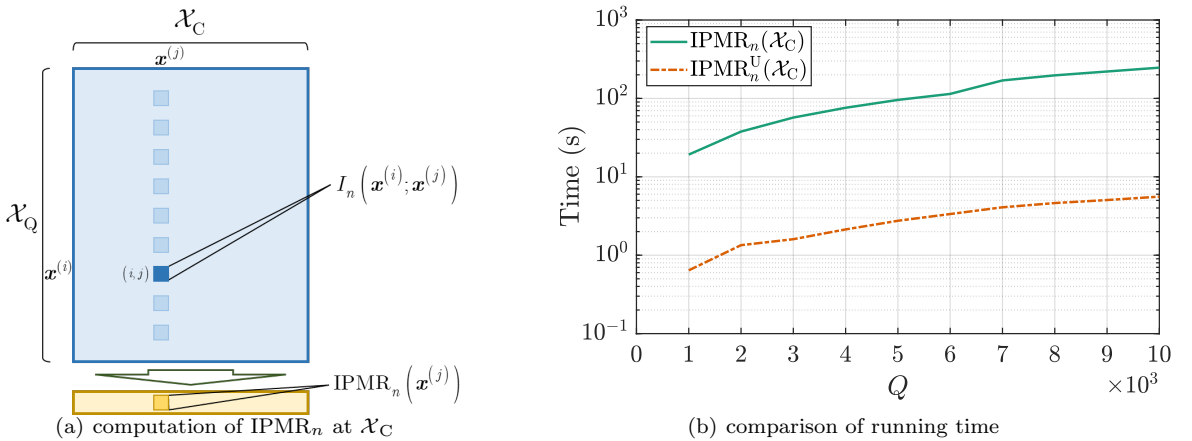 𝒳_C
𝒙^(j)
𝒳_Q
𝒙^(i)
(i,j)
I_n(𝒙^(i); 𝒙^(j))
IPMR_n(𝒙^(j))
(a) computation of IPMR_n at 𝒳_C
10^3
10^2
10^1
10^0
10^−1
Time (s)
IPMR_n(𝒳_C)
IPMR_n^U(𝒳_C)
0 1 2 3 4 5 6 7 8 9 10
Q
×10^3
(b) comparison of running time